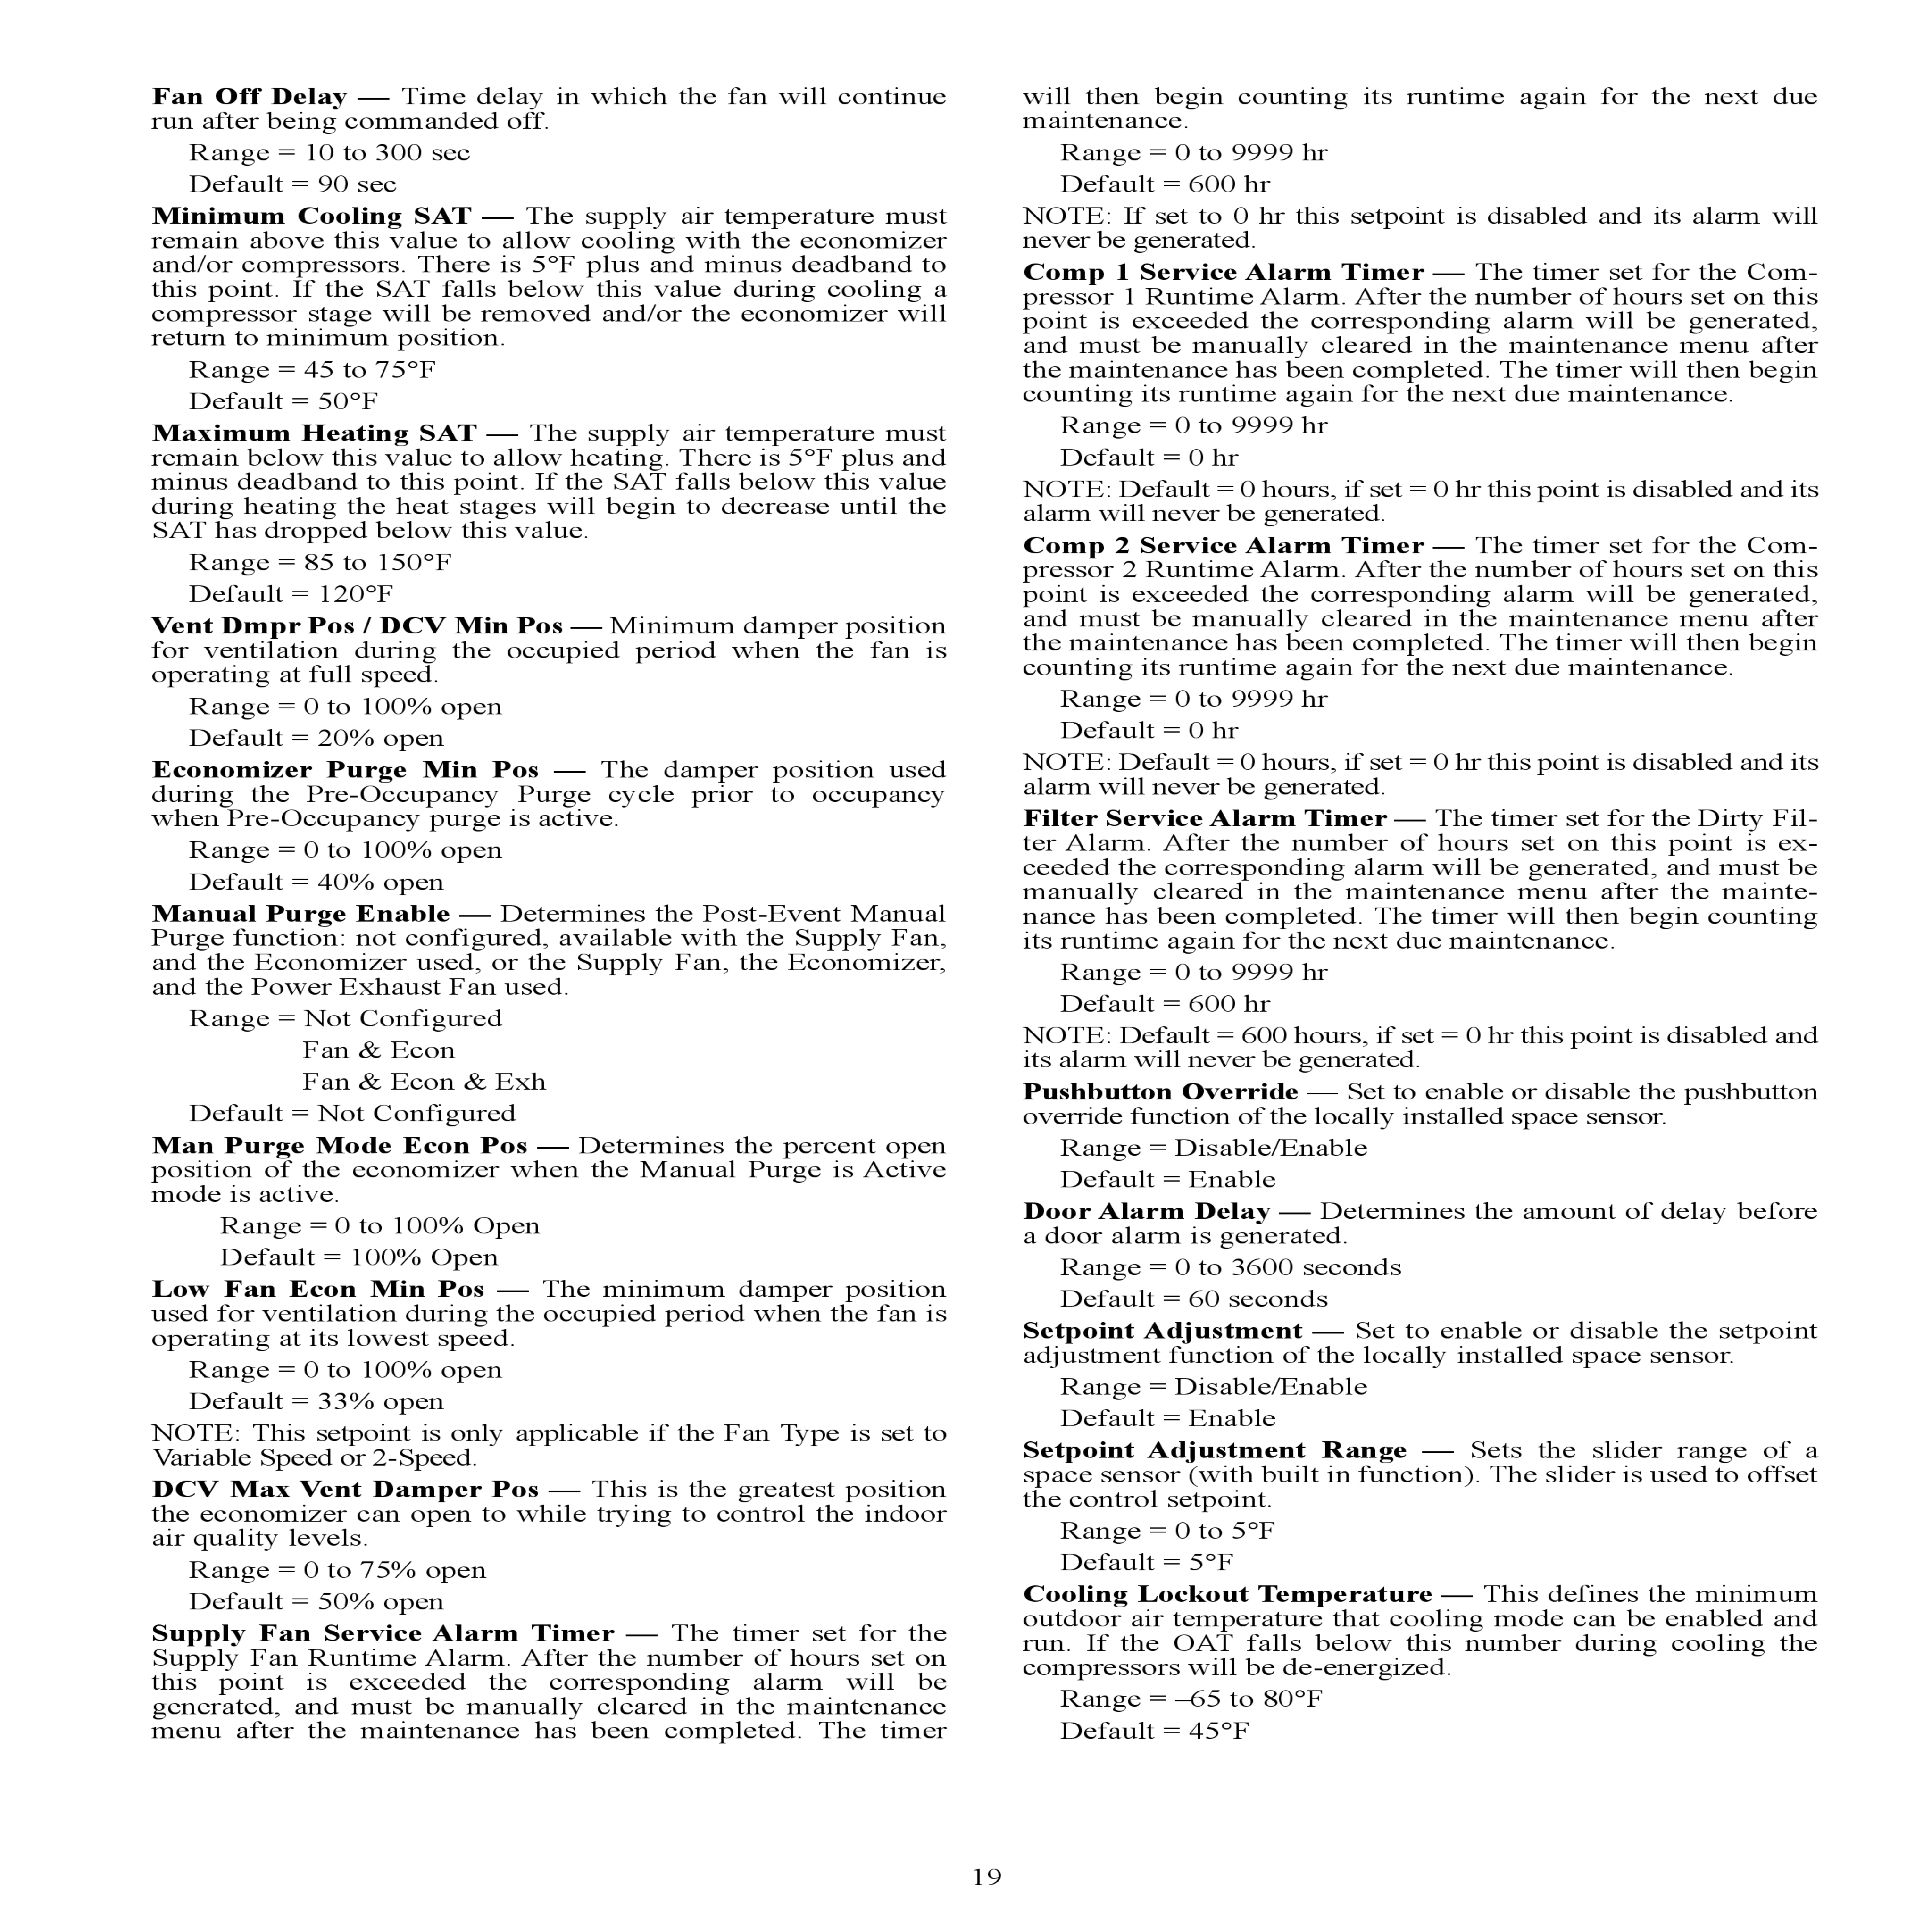 Fan Off Delay — Time delay in which the fan will continue
run after being commanded off.
Range = 10 to 300 sec
Default = 90 sec
Minimum Cooling SAT — The supply air temperature must
remain above this value to allow cooling with the economizer
and/or compressors. There is 5°F plus and minus deadband to
this point. If the SAT falls below this value during cooling a
compressor stage will be removed and/or the economizer will
return to minimum position.
Range = 45 to 75°F
Default = 50°F
Maximum Heating SAT — The supply air temperature must
remain below this value to allow heating. There is 5°F plus and
minus deadband to this point. If the SAT falls below this value
during heating the heat stages will begin to decrease until the
SAT has dropped below this value.
Range = 85 to 150°F
Default = 120°F
Vent Dmpr Pos / DCV Min Pos — Minimum damper position
for ventilation during the occupied period when the fan is
operating at full speed.
Range = 0 to 100% open
Default = 20% open
Economizer Purge Min Pos — The damper position used
during the Pre-Occupancy Purge cycle prior to occupancy
when Pre-Occupancy purge is active.
Range = 0 to 100% open
Default = 40% open
Manual Purge Enable — Determines the Post-Event Manual
Purge function: not configured, available with the Supply Fan,
and the Economizer used, or the Supply Fan, the Economizer,
and the Power Exhaust Fan used.
Range = Not Configured
Fan & Econ
Fan & Econ & Exh
Default = Not Configured
Man Purge Mode Econ Pos — Determines the percent open
position of the economizer when the Manual Purge is Active
mode is active.
Range = 0 to 100% Open
Default = 100% Open
Low Fan Econ Min Pos — The minimum damper position
used for ventilation during the occupied period when the fan is
operating at its lowest speed.
Range = 0 to 100% open
Default = 33% open
NOTE: This setpoint is only applicable if the Fan Type is set to
Variable Speed or 2-Speed.
DCV Max Vent Damper Pos — This is the greatest position
the economizer can open to while trying to control the indoor
air quality levels.
Range = 0 to 75% open
Default = 50% open
Supply Fan Service Alarm Timer — The timer set for the
Supply Fan Runtime Alarm. After the number of hours set on
this point is exceeded the corresponding alarm will be
generated, and must be manually cleared in the maintenance
menu after the maintenance has been completed. The timer
will then begin counting its runtime again for the next due
maintenance.
Range = 0 to 9999 hr
Default = 600 hr
NOTE: If set to 0 hr this setpoint is disabled and its alarm will
never be generated.
Comp 1 Service Alarm Timer — The timer set for the Com-
pressor 1 Runtime Alarm. After the number of hours set on this
point is exceeded the corresponding alarm will be generated,
and must be manually cleared in the maintenance menu after
the maintenance has been completed. The timer will then begin
counting its runtime again for the next due maintenance.
Range = 0 to 9999 hr
Default = 0 hr
NOTE: Default = 0 hours, if set = 0 hr this point is disabled and its
alarm will never be generated.
Comp 2 Service Alarm Timer — The timer set for the Com-
pressor 2 Runtime Alarm. After the number of hours set on this
point is exceeded the corresponding alarm will be generated,
and must be manually cleared in the maintenance menu after
the maintenance has been completed. The timer will then begin
counting its runtime again for the next due maintenance.
Range = 0 to 9999 hr
Default = 0 hr
NOTE: Default = 0 hours, if set = 0 hr this point is disabled and its
alarm will never be generated.
Filter Service Alarm Timer — The timer set for the Dirty Fil-
ter Alarm. After the number of hours set on this point is ex-
ceeded the corresponding alarm will be generated, and must be
manually cleared in the maintenance menu after the mainte-
nance has been completed. The timer will then begin counting
its runtime again for the next due maintenance.
Range = 0 to 9999 hr
Default = 600 hr
NOTE: Default = 600 hours, if set = 0 hr this point is disabled and
its alarm will never be generated.
Pushbutton Override — Set to enable or disable the pushbutton
override function of the locally installed space sensor.
Range = Disable/Enable
Default = Enable
Door Alarm Delay — Determines the amount of delay before
a door alarm is generated.
Range = 0 to 3600 seconds
Default = 60 seconds
Setpoint Adjustment — Set to enable or disable the setpoint
adjustment function of the locally installed space sensor.
Range = Disable/Enable
Default = Enable
Setpoint Adjustment Range — Sets the slider range of a
space sensor (with built in function). The slider is used to offset
the control setpoint.
Range = 0 to 5°F
Default = 5°F
Cooling Lockout Temperature — This defines the minimum
outdoor air temperature that cooling mode can be enabled and
run. If the OAT falls below this number during cooling the
compressors will be de-energized.
Range = –65 to 80°F
Default = 45°F
19